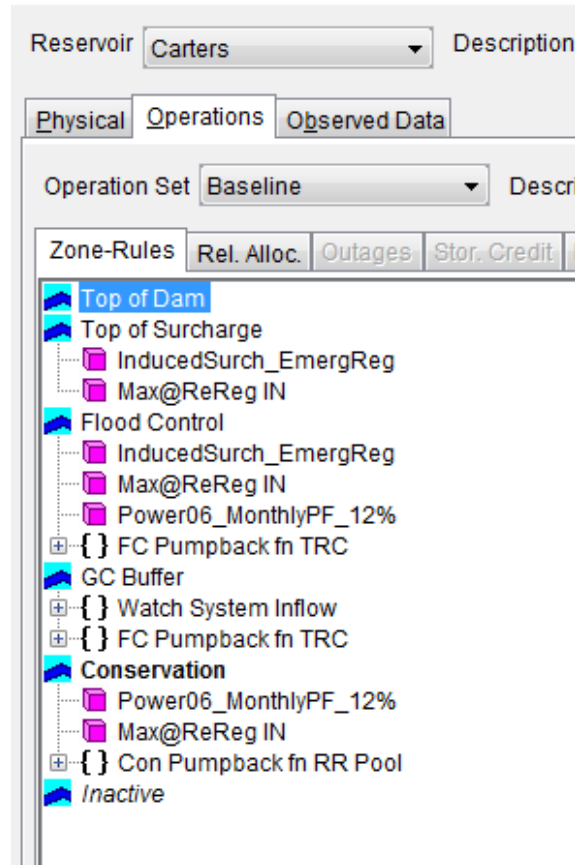 Reservoir Carters Description
Physical Operations Observed Data
Operation Set Baseline Descri
Zone-Rules Rel. Alloc. Outages Stor. Credit
Top of Dam
Top of Surcharge
InducedSurch_EmergReg
Max@ReReg IN
Flood Control
InducedSurch_EmergReg
Max@ReReg IN
Power06_MonthlyPF_12%
{ } FC Pumpback fn TRC
GC Buffer
{ } Watch System Inflow
{ } FC Pumpback fn TRC
Conservation
Power06_MonthlyPF_12%
Max@ReReg IN
{ } Con Pumpback fn RR Pool
Inactive